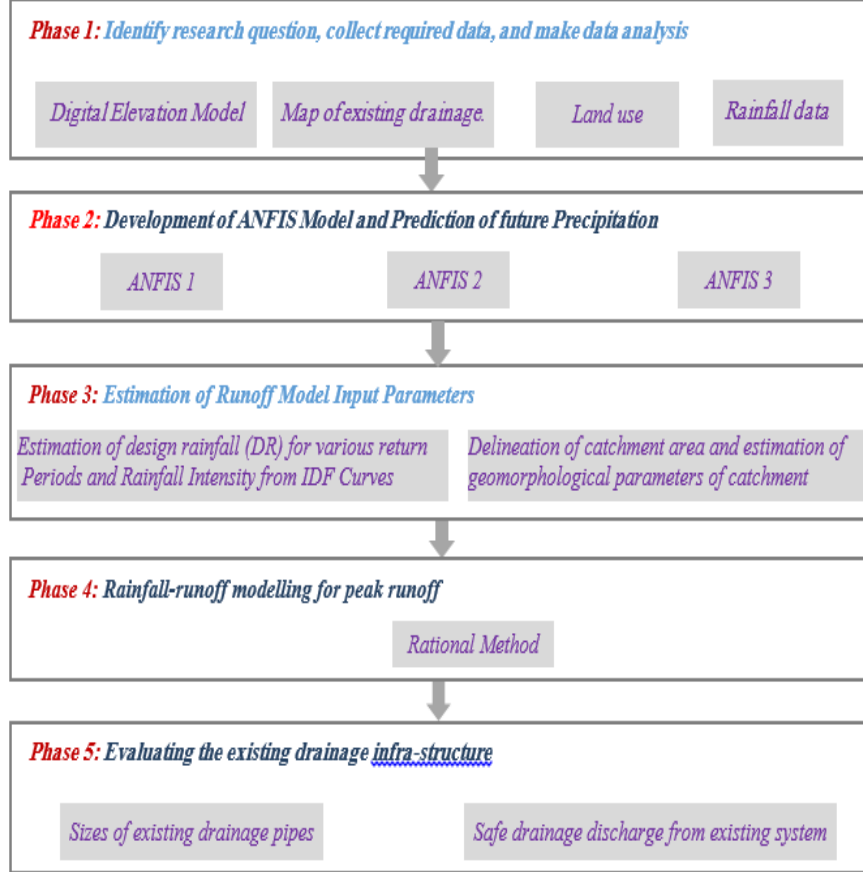 Phase 1: Identify research question, collect required data, and make data analysis
Digital Elevation Model
Map of existing drainage.
Land use
Rainfall data
Phase 2: Development of ANFIS Model and Prediction of future Precipitation
ANFIS 1
ANFIS 2
ANFIS 3
Phase 3: Estimation of Runoff Model Input Parameters
Estimation of design rainfall (DR) for various return
Periods and Rainfall Intensity from IDF Curves
Delineation of catchment area and estimation of
geomorphological parameters of catchment
Phase 4: Rainfall-runoff modelling for peak runoff
Rational Method
Phase 5: Evaluating the existing drainage infra-structure
Sizes of existing drainage pipes
Safe drainage discharge from existing system